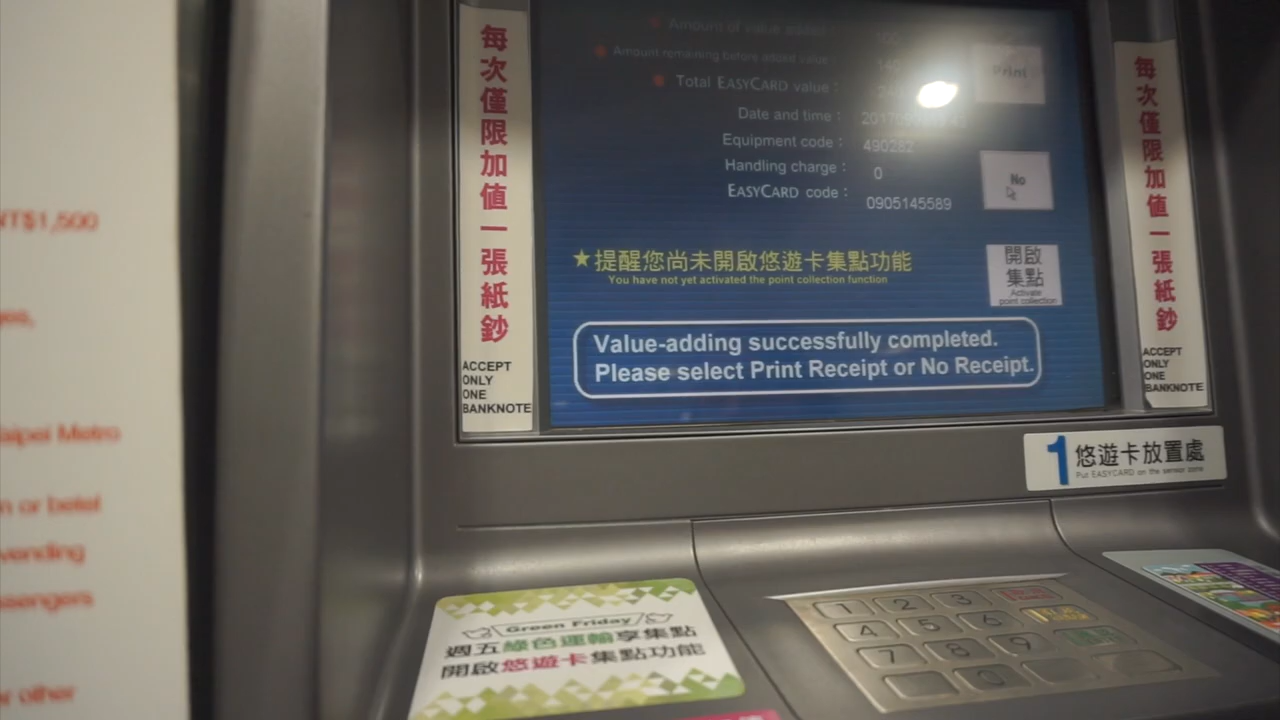 每次僅限加值一張紙鈔
ACCEPT
ONLY
ONE
BANKNOTE
Amount of value added :
Amount remaining before added value :
Total EASYCARD value :
Date and time :
Equipment code : 490282
Handling charge : 0
EASYCARD code : 0905145589
Print
No
★提醒您尚未開啟悠遊卡集點功能
You have not yet activated the point collection function
開啟
集點
Activate
point collection
Value-adding successfully completed.
Please select Print Receipt or No Receipt.
每次僅限加值一張紙鈔
ACCEPT
ONLY
ONE
BANKNOTE
1 悠遊卡放置處
Put EASYCARD on the sensor zone
NT$1,500
Taipei Metro
or
vending
other
Green Friday
週五綠色運輸享集點
開啟悠遊卡集點功能
1 2 3
4 5 6
7 8 9
0